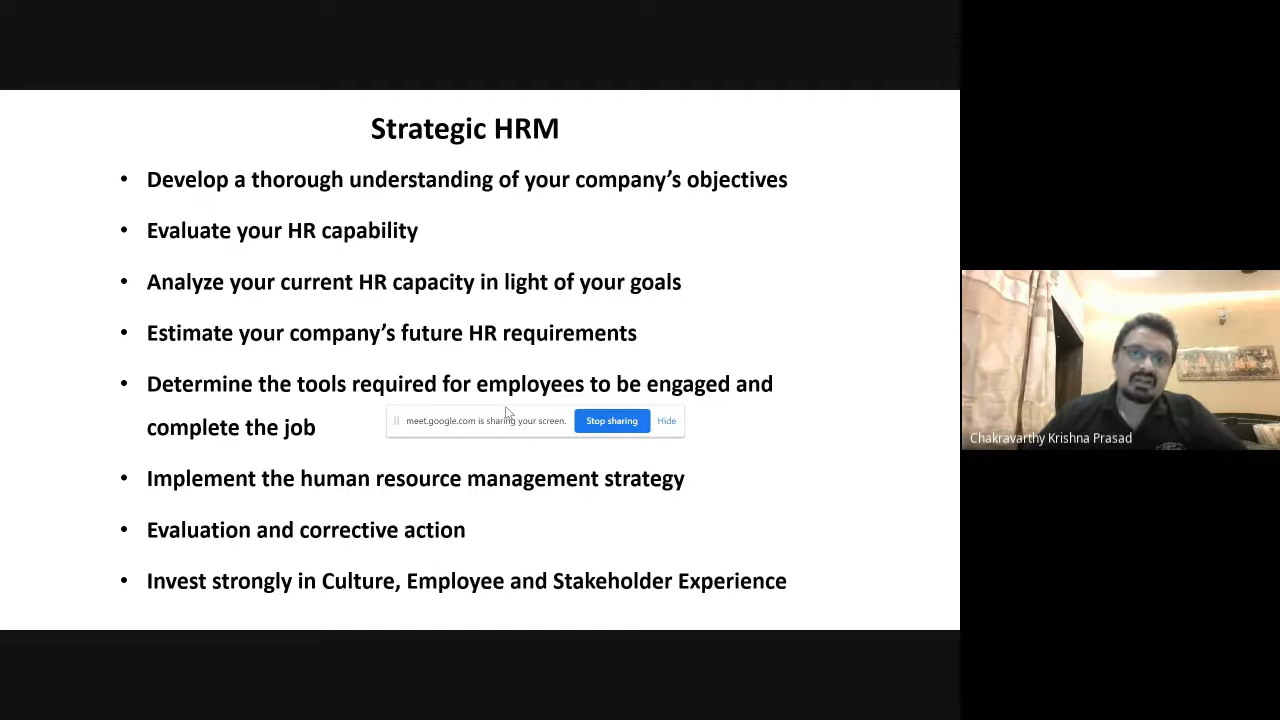 Strategic HRM
• Develop a thorough understanding of your company’s objectives
• Evaluate your HR capability
• Analyze your current HR capacity in light of your goals
• Estimate your company’s future HR requirements
• Determine the tools required for employees to be engaged and
complete the job
meet.google.com is sharing your screen. Stop sharing Hide
• Implement the human resource management strategy
• Evaluation and corrective action
• Invest strongly in Culture, Employee and Stakeholder Experience
Chakravarthy Krishna Prasad